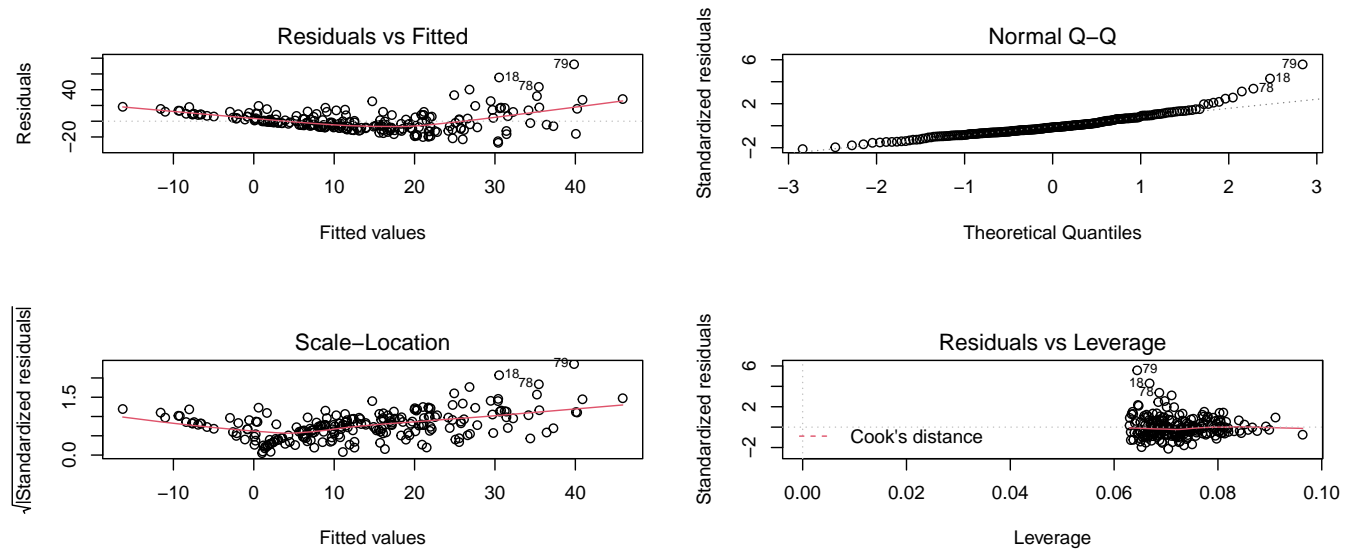 Residuals vs Fitted
Residuals
−20 40
79
18
78
−10 0 10 20 30 40
Fitted values
Normal Q−Q
Standardized residuals
−2 2 6
79
18
78
−3 −2 −1 0 1 2 3
Theoretical Quantiles
Scale−Location
√|Standardized residuals|
0.0 1.5
79
18
78
−10 0 10 20 30 40
Fitted values
Residuals vs Leverage
Standardized residuals
−2 2 6
79
18
78
Cook's distance
0.00 0.02 0.04 0.06 0.08 0.10
Leverage